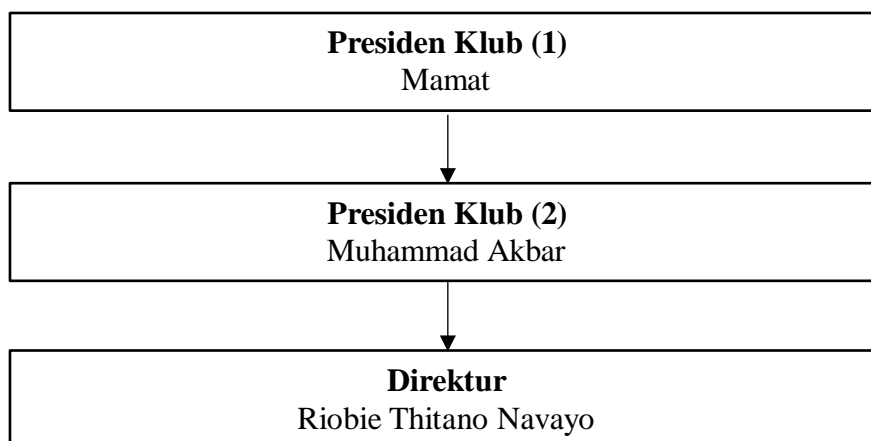 Presiden Klub (1)
Mamat
Presiden Klub (2)
Muhammad Akbar
Direktur
Riobie Thitano Navayo